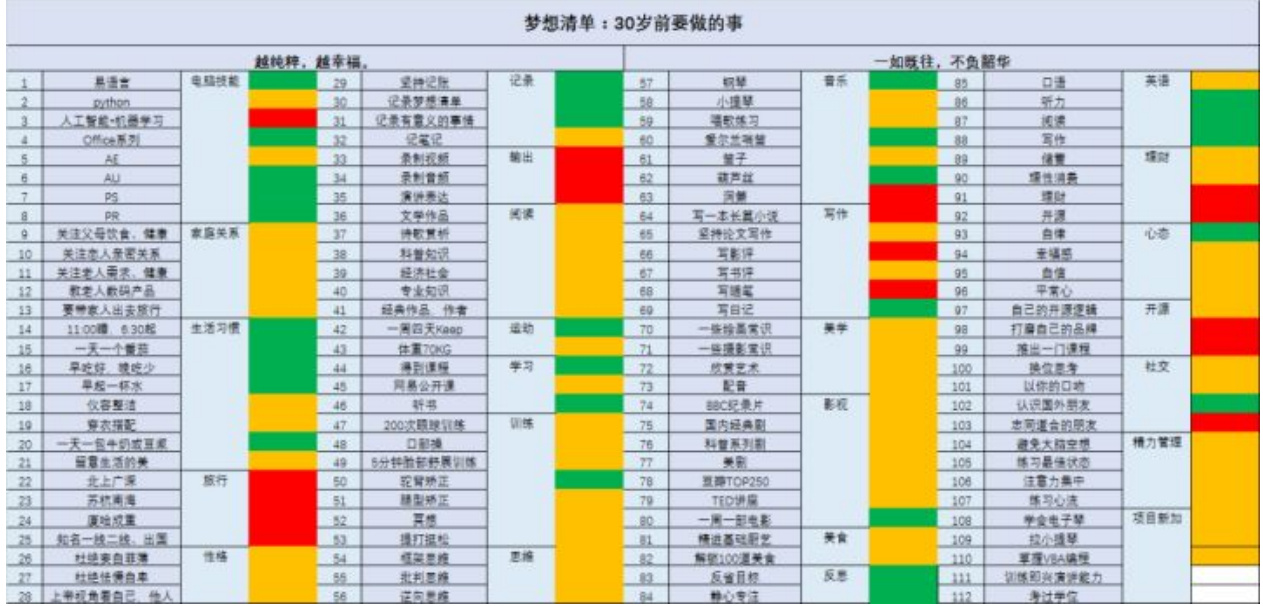 梦想清单：30岁前要做的事
越纯粹，越幸福。 一如既往，不负韶华
1 易语言 电脑技能 29 坚持记账 记录 57 钢琴 音乐 85 口语 英语
2 python 30 记录梦想清单 58 小提琴 86 听力
3 人工智能-机器学习 31 记录有意义的事情 59 唱歌练习 87 阅读
4 Office系列 32 记笔记 60 爱尔兰哨笛 88 写作
5 AE 33 录制视频 输出 61 笛子 89 储蓄 理财
6 AU 34 录制音频 62 葫芦丝 90 理性消费
7 PS 35 演讲表达 63 洞箫 91 理财
8 PR 36 文学作品 阅读 64 写一本长篇小说 写作 92 开源
9 关注父母饮食、健康 家庭关系 37 诗歌赏析 65 坚持论文写作 93 自律 心态
10 关注恋人亲密关系 38 科普知识 66 写影评 94 幸福感
11 关注老人需求、健康 39 经济社会 67 写书评 95 自信
12 教老人数码产品 40 专业知识 68 写随笔 96 平常心
13 要带家人出去旅行 41 经典作品、作者 69 写日记 97 自己的开源逻辑 开源
14 11:00睡，6:30起 生活习惯 42 一周四天Keep 运动 70 一些绘画常识 美学 98 打磨自己的品牌
15 一天一个番茄 43 体重70KG 71 一些摄影常识 99 推出一门课程
16 早吃好，晚吃少 44 得到课程 学习 72 欣赏艺术 100 换位思考 社交
17 早起一杯水 45 网易公开课 73 配音 101 以你的口吻
18 仪容整洁 46 听书 74 BBC纪录片 影视 102 认识国外朋友
19 穿衣搭配 47 200次眼球训练 训练 75 国内经典剧 103 志同道合的朋友
20 一天一包牛奶或豆浆 48 口部操 76 科普系列剧 104 避免大脑空想 精力管理
21 留意生活的美 49 5分钟脸部舒展训练 77 美剧 105 练习最佳状态
22 北上广深 旅行 50 驼背矫正 78 豆瓣TOP250 106 注意力集中
23 苏杭南海 51 腿型矫正 79 TED讲座 107 练习心流
24 厦哈成重 52 冥想 80 一周一部电影 108 学会电子琴 项目新加
25 知名一线二线、出国 53 提打挺松 81 精进基础厨艺 美食 109 拉小提琴
26 杜绝妄自菲薄 性格 54 框架思维 思维 82 解锁100道美食 110 掌握VBA编程
27 杜绝怯懦自卑 55 批判思维 83 反省目标 反思 111 训练即兴演讲能力
28 上帝视角看自己、他人 56 逆向思维 84 静心专注 112 考过学位